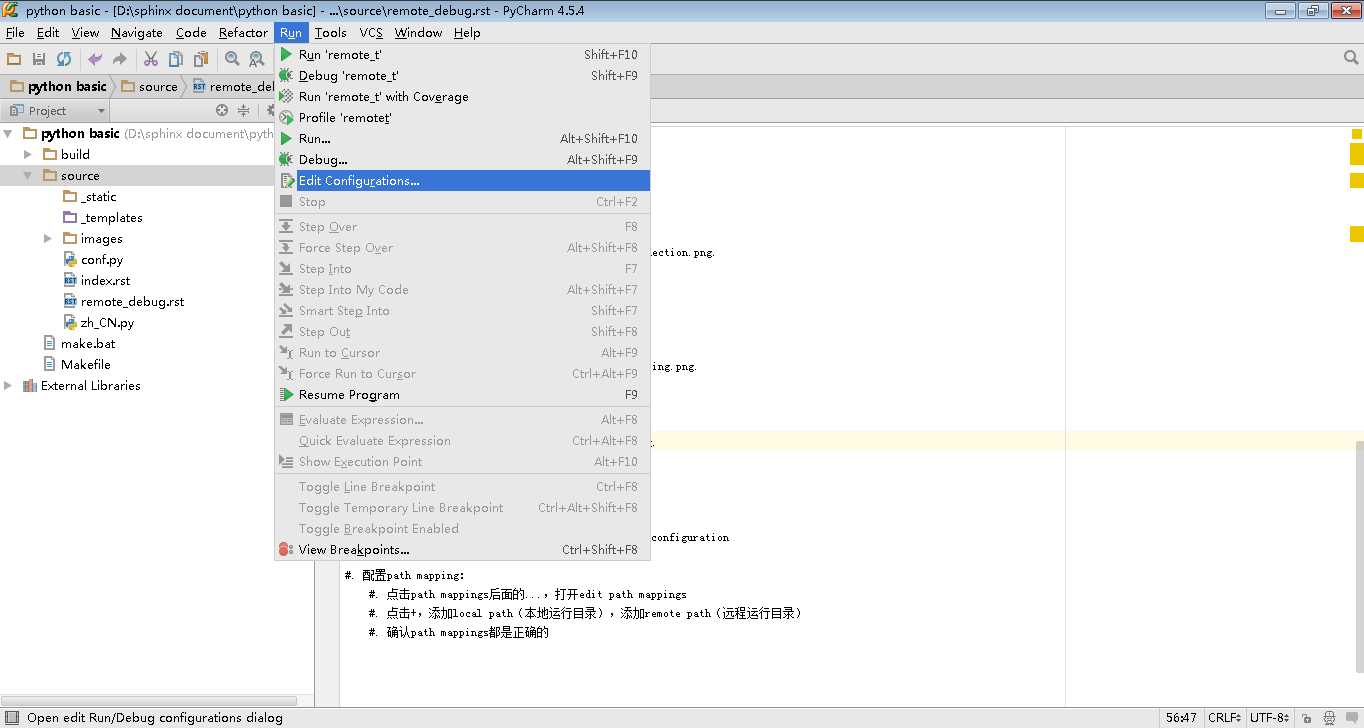 python basic - [D:\sphinx document\python basic] - ...\source\remote_debug.rst - PyCharm 4.5.4
File Edit View Navigate Code Refactor Run Tools VCS Window Help
python basic source remote_del
Project
python basic (D:\sphinx document\pyth
build
source
_static
_templates
images
conf.py
index.rst
remote_debug.rst
zh_CN.py
make.bat
Makefile
External Libraries
Run 'remote_t' Shift+F10
Debug 'remote_t' Shift+F9
Run 'remote_t' with Coverage
Profile 'remotet'
Run... Alt+Shift+F10
Debug... Alt+Shift+F9
Edit Configurations...
Stop Ctrl+F2
Step Over F8
Force Step Over Alt+Shift+F8
Step Into F7
Step Into My Code Alt+Shift+F7
Smart Step Into Shift+F7
Step Out Shift+F8
Run to Cursor Alt+F9
Force Run to Cursor Ctrl+Alt+F9
Resume Program F9
Evaluate Expression... Alt+F8
Quick Evaluate Expression Ctrl+Alt+F8
Show Execution Point Alt+F10
Toggle Line Breakpoint Ctrl+F8
Toggle Temporary Line Breakpoint Ctrl+Alt+Shift+F8
Toggle Breakpoint Enabled
View Breakpoints... Ctrl+Shift+F8
ection.png.
ing.png.
configuration
#. 配置path mapping:
#. 点击path mappings后面的...，打开edit path mappings
#. 点击+，添加local path（本地运行目录），添加remote path（远程运行目录）
#. 确认path mappings都是正确的
Open edit Run/Debug configurations dialog
56:47 CRLF UTF-8